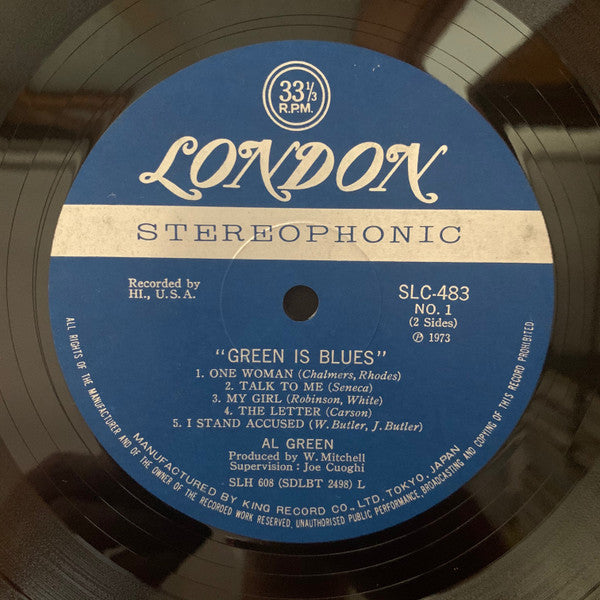 33 1/3
R.P.M.
LONDON
STEREOPHONIC
Recorded by
HI., U.S.A.
SLC-483
NO. 1
(2 Sides)
℗ 1973
"GREEN IS BLUES"
1. ONE WOMAN (Chalmers, Rhodes)
2. TALK TO ME (Seneca)
3. MY GIRL (Robinson, White)
4. THE LETTER (Carson)
5. I STAND ACCUSED (W. Butler, J. Butler)
AL GREEN
Produced by W. Mitchell
Supervision : Joe Cuoghi
SLH 608 (SDLBT 2498) L
MANUFACTURED BY KING RECORD CO., LTD. TOKYO, JAPAN
ALL RIGHTS OF THE MANUFACTURER AND OF THE OWNER OF THE RECORDED WORK RESERVED, UNAUTHORISED PUBLIC PERFORMANCE, BROADCASTING AND COPYING OF THIS RECORD PROHIBITED